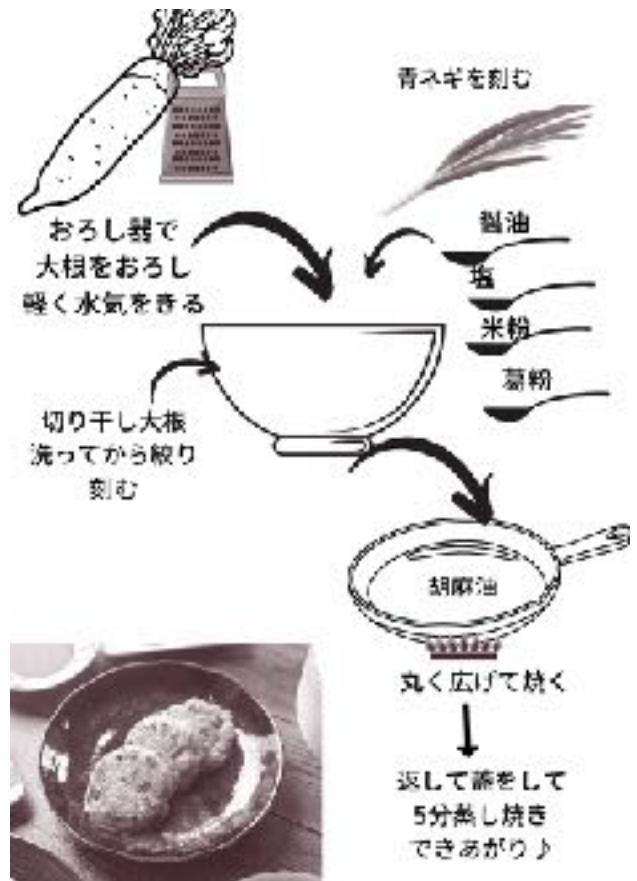 青ネギを刻む
おろし器で
大根をおろし
軽く水気をきる
醤油
塩
米粉
葛粉
切り干し大根
洗ってから絞り
刻む
胡麻油
丸く広げて焼く
返して蓋をして
5分蒸し焼き
できあがり♪